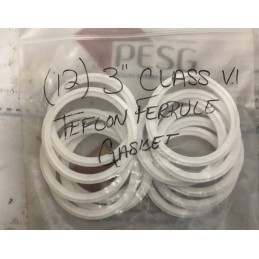 PESG
(12) 3" CLASS VI
TEFLON FERRULE
GASKET